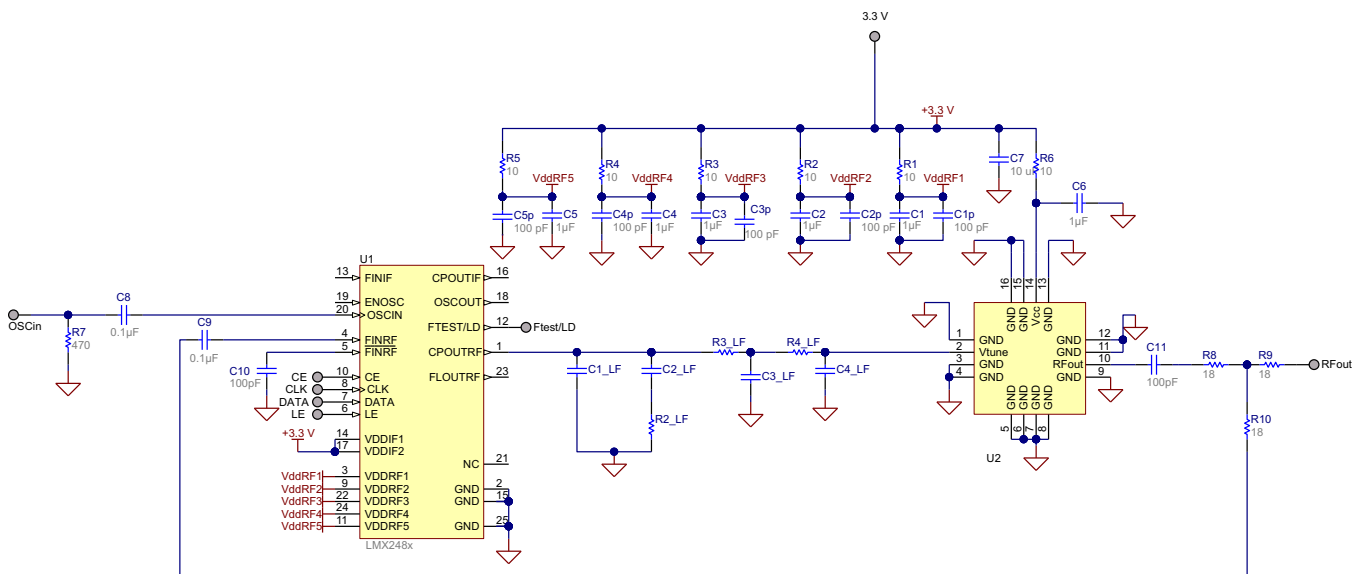 3.3 V
+3.3 V
R5
10
R4
10
R3
10
R2
10
R1
10
C7
10 uF
R6
10
VddRF5
VddRF4
VddRF3
VddRF2
VddRF1
C6
1µF
C5p
100 pF
C5
1µF
C4p
100 pF
C4
1µF
C3
1µF
C3p
100 pF
C2
1µF
C2p
100 pF
C1
1µF
C1p
100 pF
U1
13 FINIF
19 ENOSC
20 OSCIN
4 FINRF
5 FINRF
10 CE
8 CLK
7 DATA
6 LE
14 VDDIF1
17 VDDIF2
3 VDDRF1
9 VDDRF2
22 VDDRF3
24 VDDRF4
11 VDDRF5
CPOUTIF 16
OSCOUT 18
FTEST/LD 12
CPOUTRF 1
FLOUTRF 23
NC 21
GND 2
GND 15
GND 25
LMX248x
OSCin
R7
470
C8
0.1µF
C9
0.1µF
C10
100pF
CE
CLK
DATA
LE
+3.3 V
VddRF1
VddRF2
VddRF3
VddRF4
VddRF5
Ftest/LD
C1_LF
C2_LF
R2_LF
R3_LF
C3_LF
R4_LF
C4_LF
16 GND
15 GND
14 Vcc
13 GND
1 GND
2 Vtune
3 GND
4 GND
GND 12
GND 11
RFout 10
GND 9
GND 5
GND 6
GND 7
GND 8
U2
C11
100pF
R8
18
R9
18
RFout
R10
18